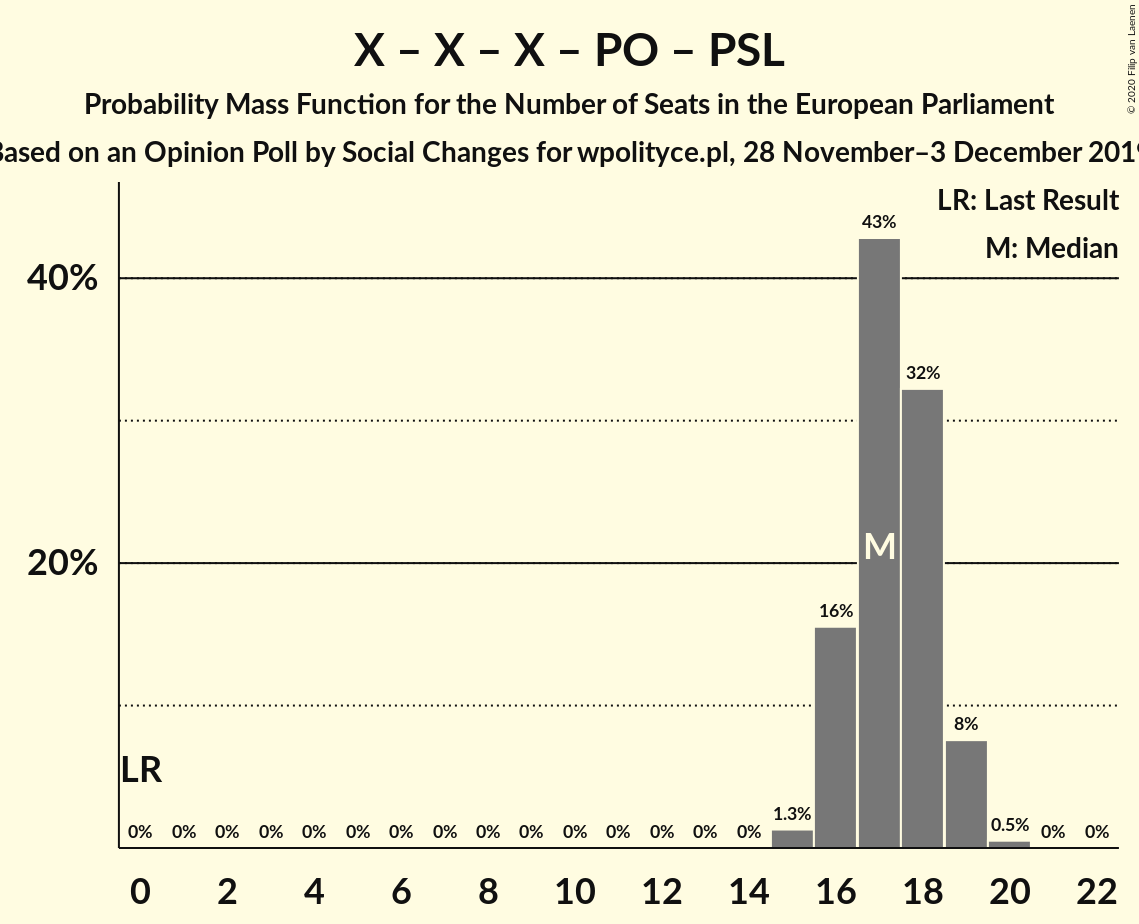 X – X – X – PO – PSL
Probability Mass Function for the Number of Seats in the European Parliament
Based on an Opinion Poll by Social Changes for wpolityce.pl, 28 November–3 December 2019
© 2020 Filip van Laenen
LR: Last Result
M: Median
40%
20%
43%
32%
16%
8%
1.3%
0.5%
M
LR
0% 0% 0% 0% 0% 0% 0% 0% 0% 0% 0% 0% 0% 0% 0% 0% 0%
0 2 4 6 8 10 12 14 16 18 20 22